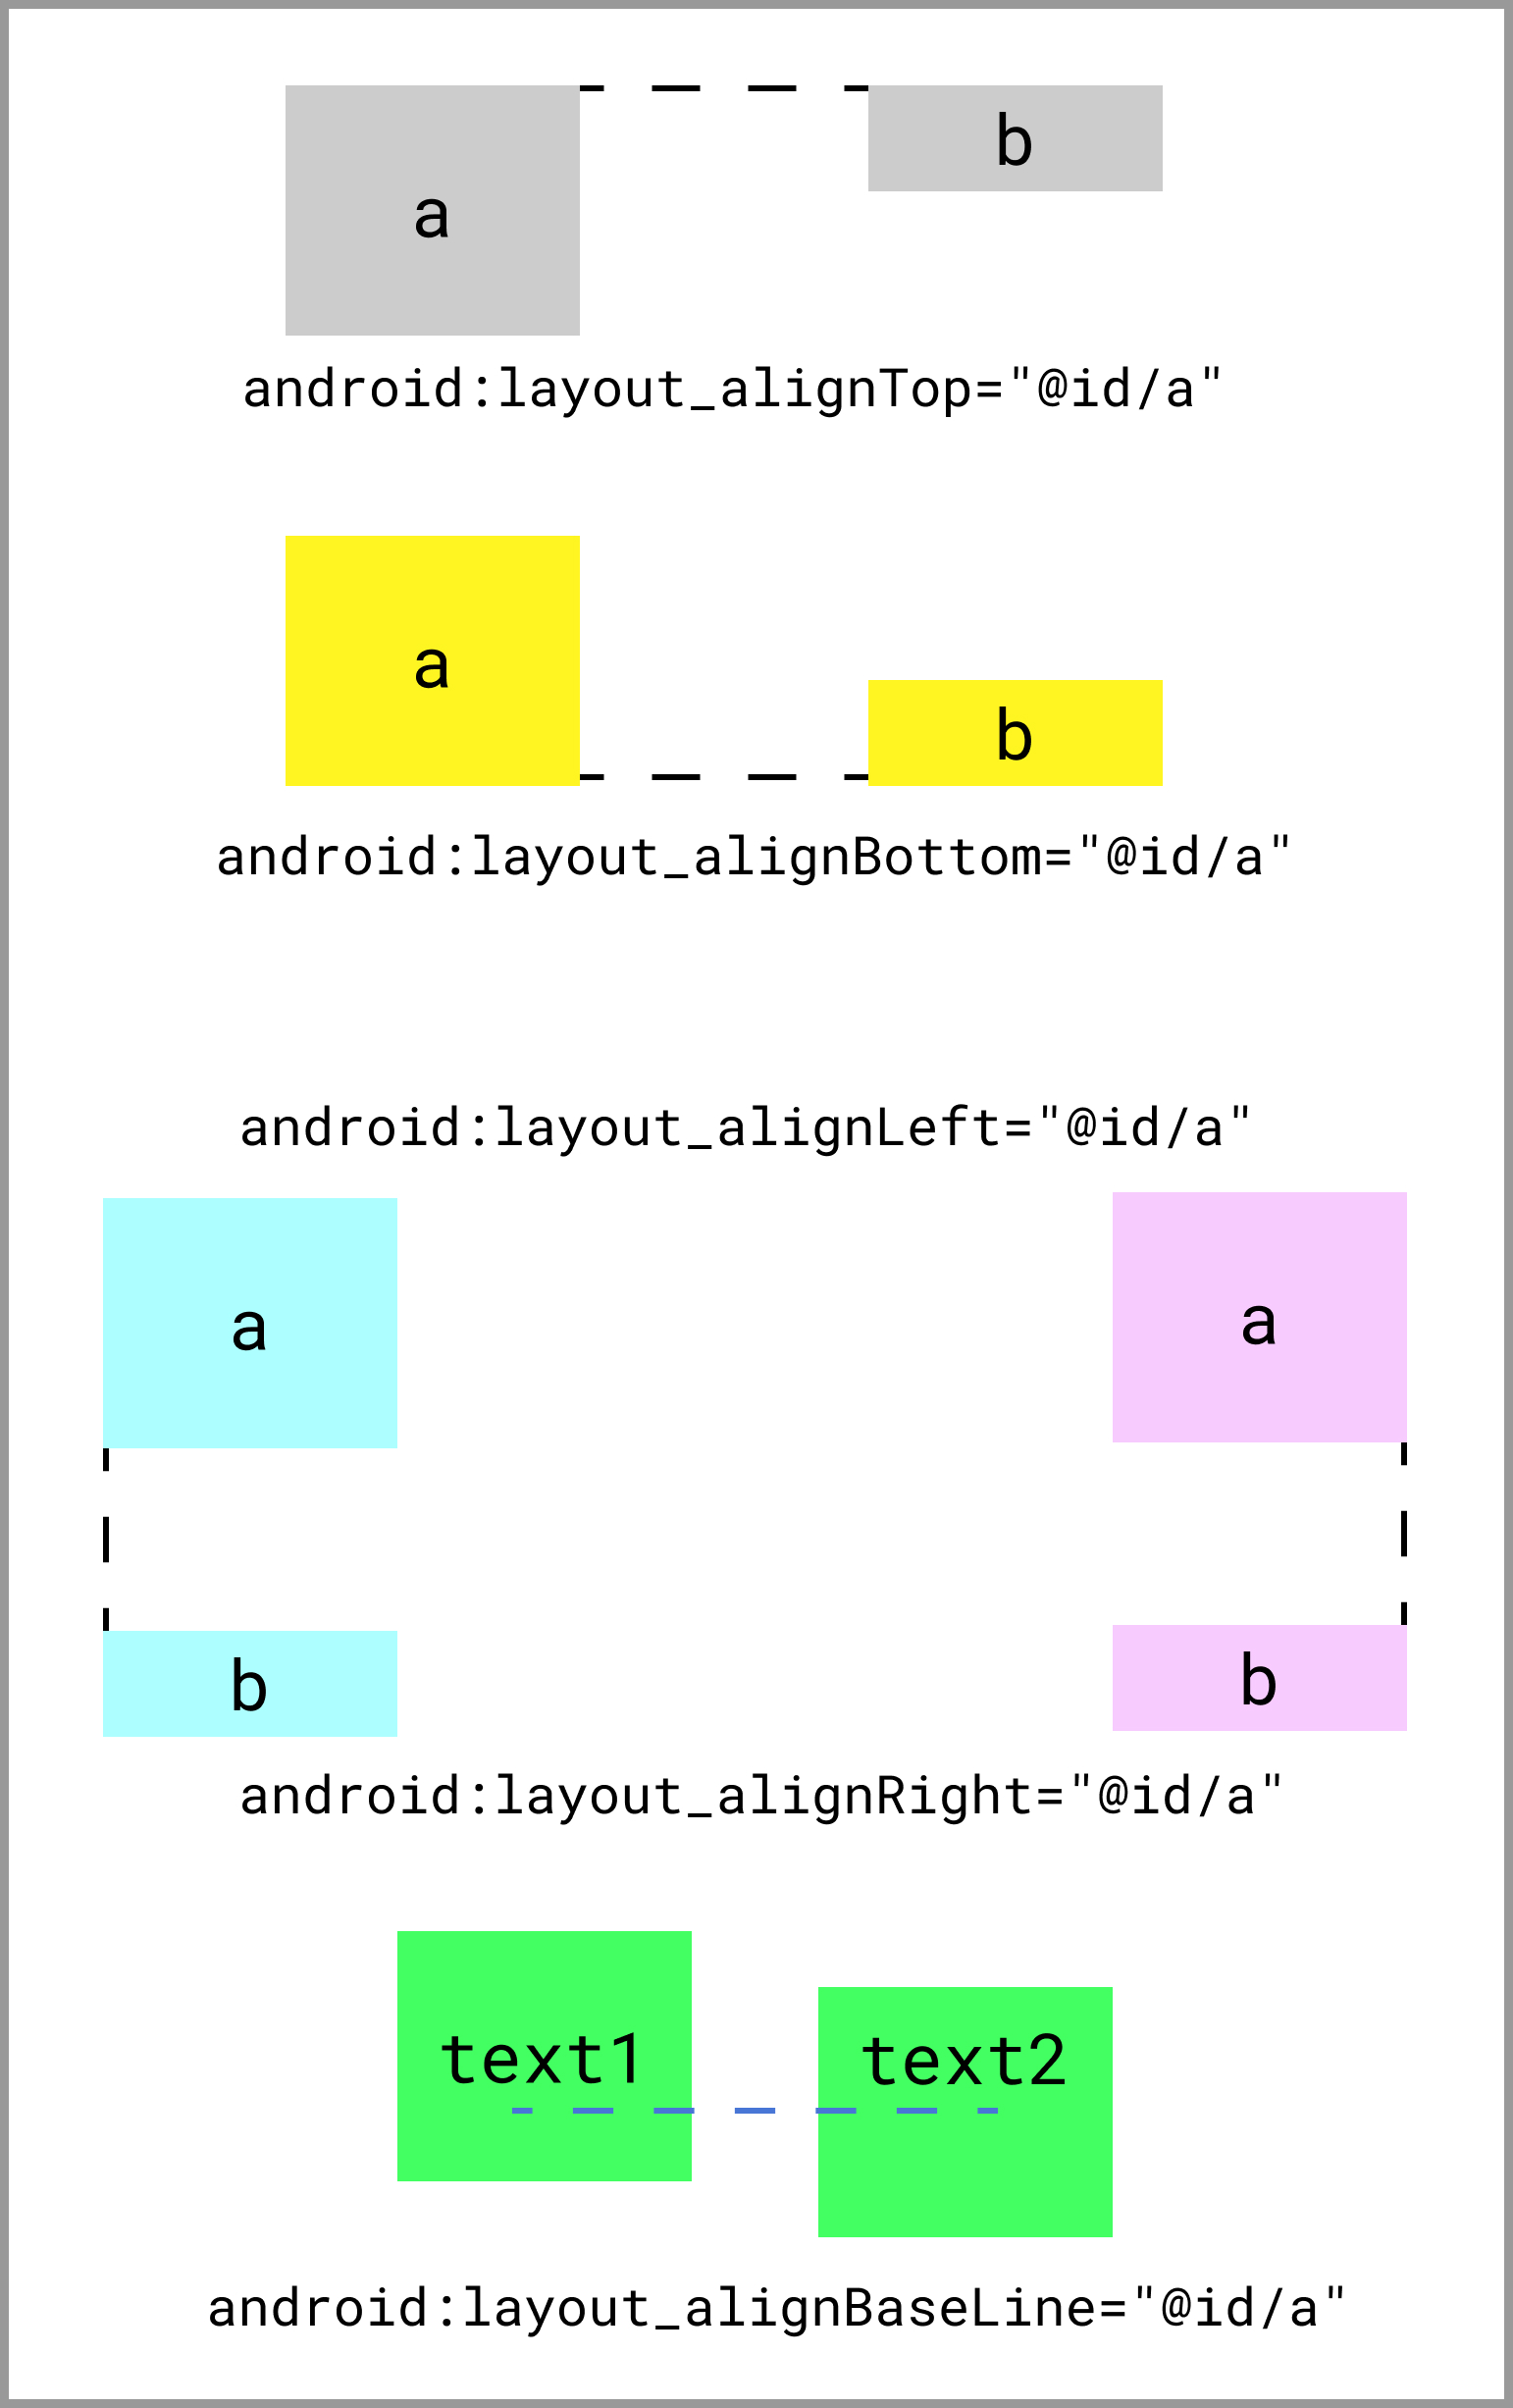 a
b
android:layout_alignTop="@id/a"
a
b
android:layout_alignBottom="@id/a"
android:layout_alignLeft="@id/a"
a
a
b
b
android:layout_alignRight="@id/a"
text1
text2
android:layout_alignBaseLine="@id/a"